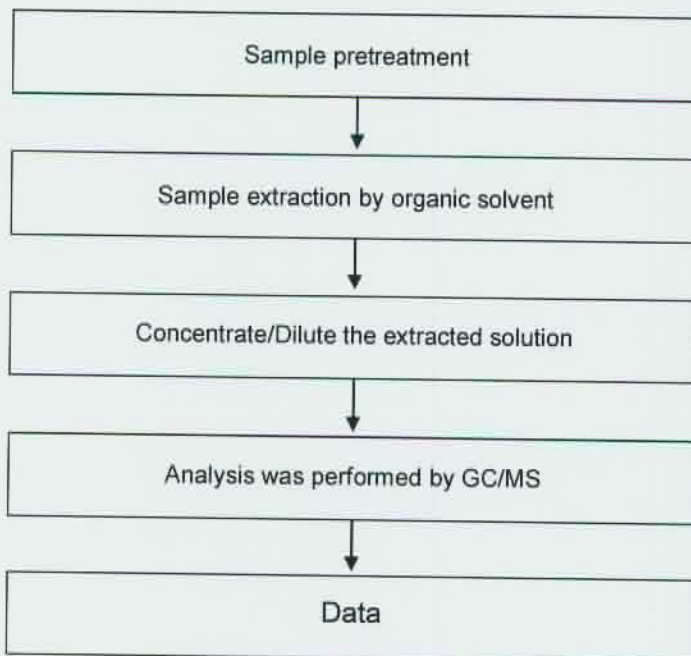 Sample pretreatment
Sample extraction by organic solvent
Concentrate/Dilute the extracted solution
Analysis was performed by GC/MS
Data